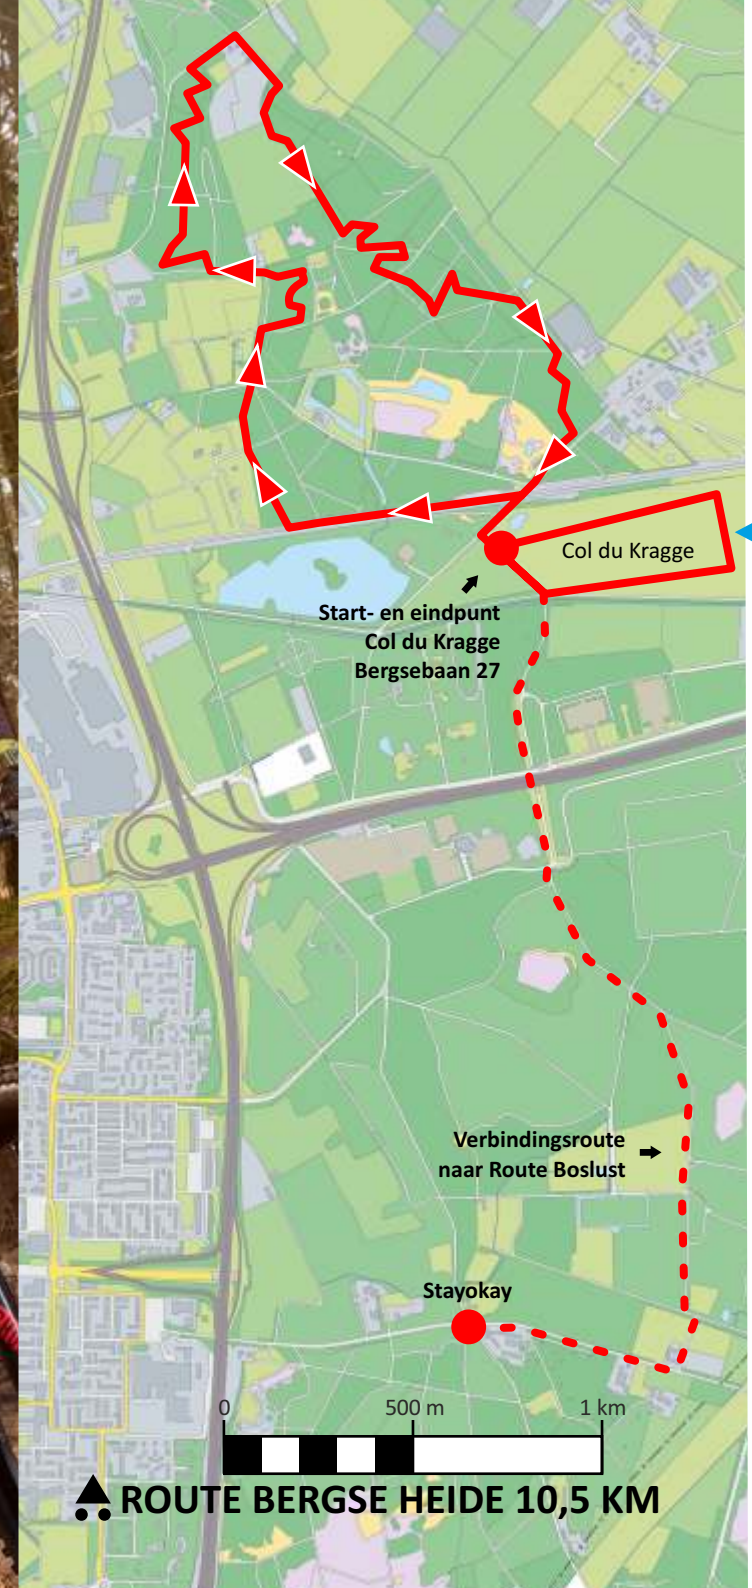 Col du Kragge
Start- en eindpunt
Col du Kragge
Bergsebaan 27
Verbindingsroute
naar Route Boslust
Stayokay
0 500 m 1 km
ROUTE BERGSE HEIDE 10,5 KM